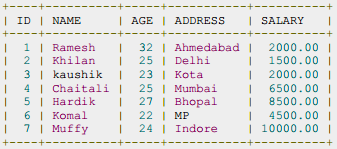 +----+----------+-----+-----------+----------+
| ID | NAME     | AGE | ADDRESS   | SALARY   |
+----+----------+-----+-----------+----------+
|  1 | Ramesh   |  32 | Ahmedabad |  2000.00 |
|  2 | Khilan   |  25 | Delhi     |  1500.00 |
|  3 | kaushik  |  23 | Kota      |  2000.00 |
|  4 | Chaitali |  25 | Mumbai    |  6500.00 |
|  5 | Hardik   |  27 | Bhopal    |  8500.00 |
|  6 | Komal    |  22 | MP        |  4500.00 |
|  7 | Muffy    |  24 | Indore    | 10000.00 |
+----+----------+-----+-----------+----------+